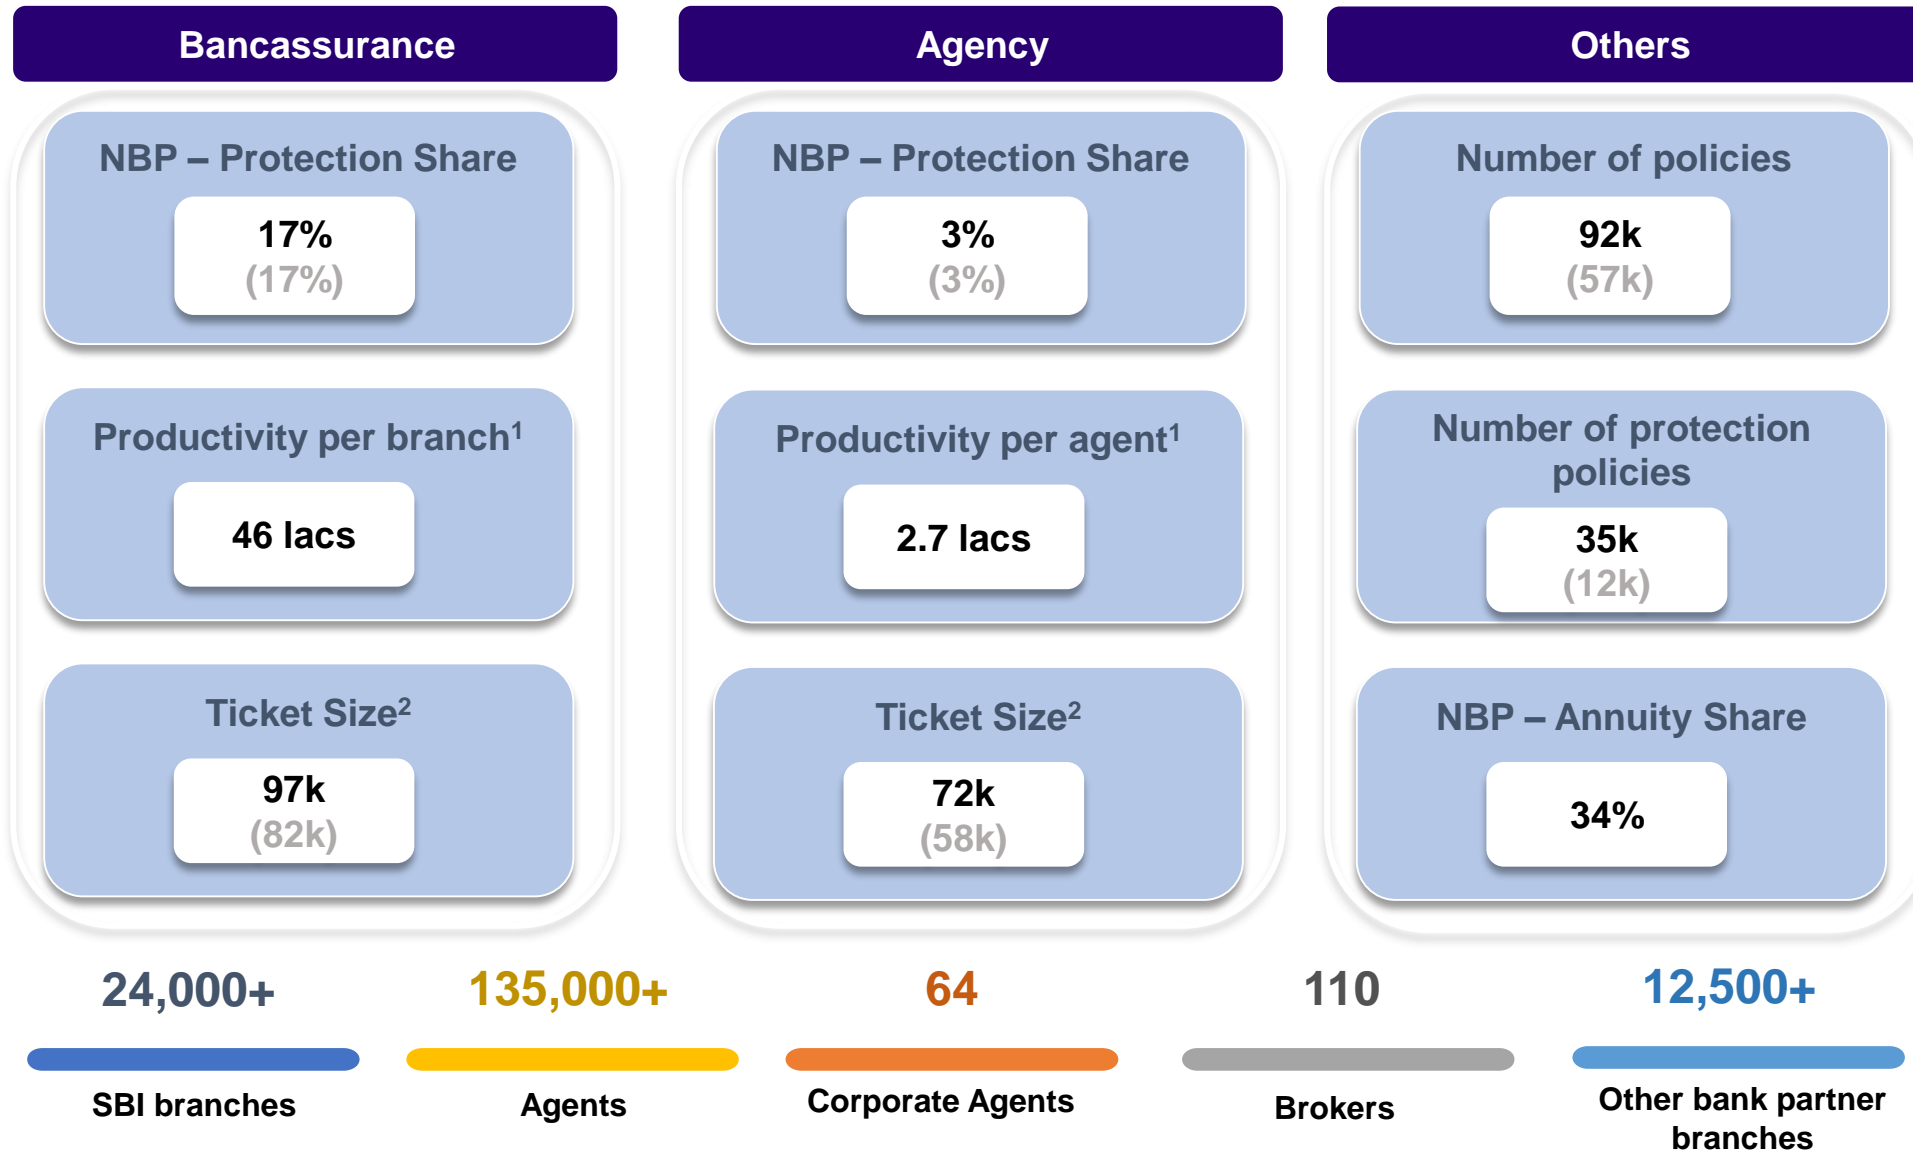 Bancassurance
NBP – Protection Share
17%
(17%)
Productivity per branch1
46 lacs
Ticket Size2
97k
(82k)
Agency
NBP – Protection Share
3%
(3%)
Productivity per agent1
2.7 lacs
Ticket Size2
72k
(58k)
Others
Number of policies
92k
(57k)
Number of protection
policies
35k
(12k)
NBP – Annuity Share
34%
24,000+
SBI branches
135,000+
Agents
64
Corporate Agents
110
Brokers
12,500+
Other bank partner
branches